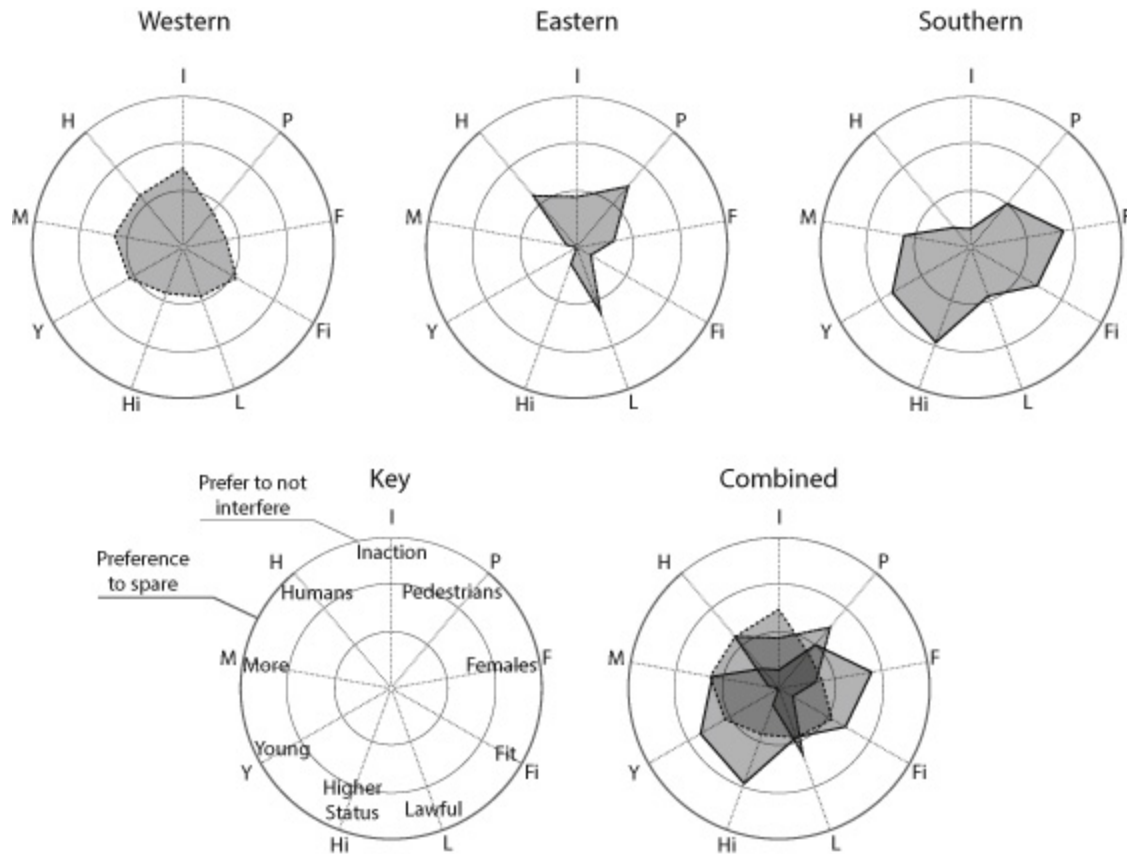 Western
I
H
P
M
F
Y
Fi
Hi
L
Eastern
I
H
P
M
F
Y
Fi
Hi
L
Southern
I
H
P
M
F
Y
Fi
Hi
L
Key
Prefer to not
interfere
Preference
to spare
I
Inaction
H
P
Humans
Pedestrians
M
More
Females
F
Young
Fit
Y
Fi
Higher
Status
Lawful
Hi
L
Combined
I
H
P
M
F
Y
Fi
Hi
L